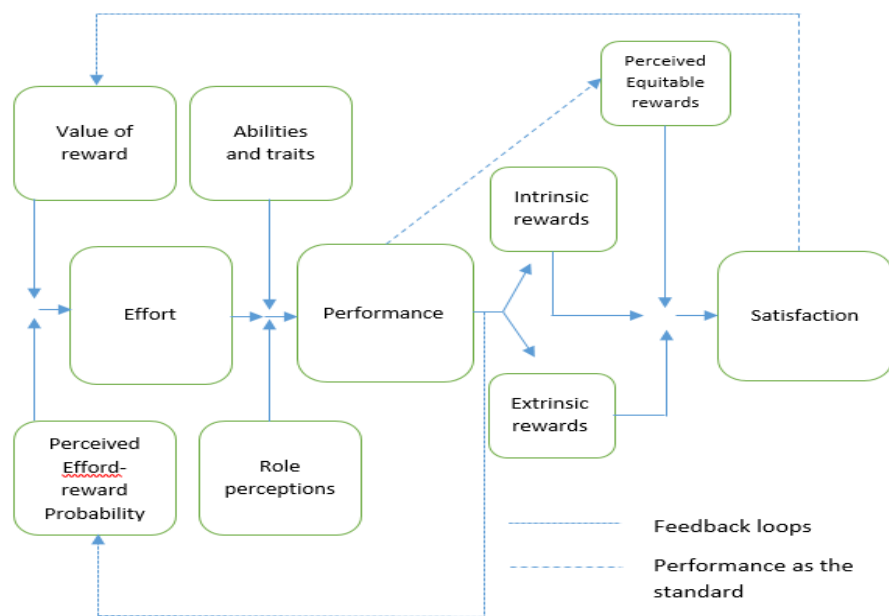 Perceived
Equitable
rewards
Value of
reward
Abilities
and traits
Intrinsic
rewards
Effort
Performance
Satisfaction
Extrinsic
rewards
Perceived
Efford-
reward
Probability
Role
perceptions
Feedback loops
Performance as the
standard